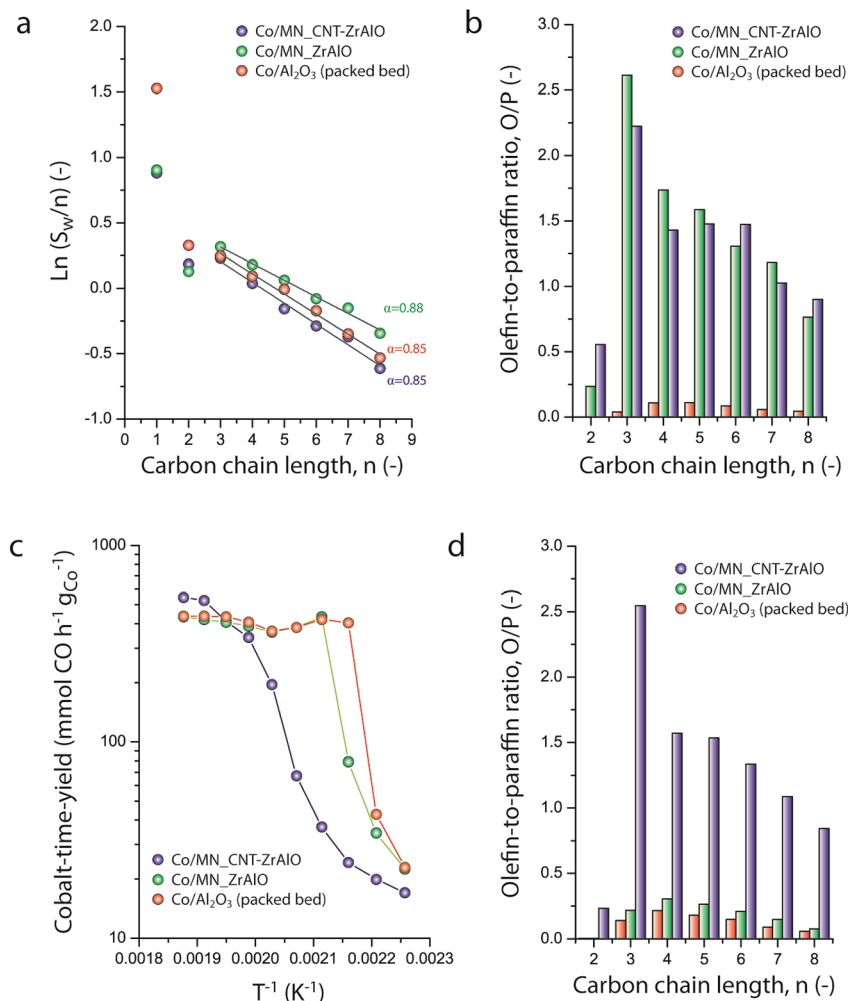 a
Co/MN_CNT-ZrAlO
Co/MN_ZrAlO
Co/Al₂O₃ (packed bed)
Ln (S_W/n) (-)
2.0
1.5
1.0
0.5
0.0
-0.5
-1.0
α=0.88
α=0.85
α=0.85
0 1 2 3 4 5 6 7 8 9
Carbon chain length, n (-)
b
Co/MN_CNT-ZrAlO
Co/MN_ZrAlO
Co/Al₂O₃ (packed bed)
Olefin-to-paraffin ratio, O/P (-)
3.0
2.5
2.0
1.5
1.0
0.5
0.0
2 3 4 5 6 7 8
Carbon chain length, n (-)
c
Cobalt-time-yield (mmol CO h⁻¹ g_Co⁻¹)
1000
100
10
Co/MN_CNT-ZrAlO
Co/MN_ZrAlO
Co/Al₂O₃ (packed bed)
0.0018 0.0019 0.0020 0.0021 0.0022 0.0023
T⁻¹ (K⁻¹)
d
Co/MN_CNT-ZrAlO
Co/MN_ZrAlO
Co/Al₂O₃ (packed bed)
Olefin-to-paraffin ratio, O/P (-)
3.0
2.5
2.0
1.5
1.0
0.5
0.0
2 3 4 5 6 7 8
Carbon chain length, n (-)